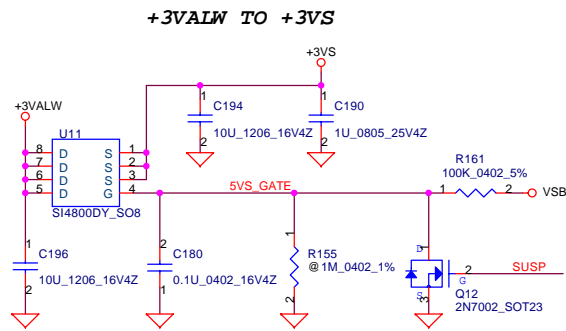 +3VALW TO +3VS
+3VS
+3VALW
U11
8 D S 1
7 D S 2
6 D S 3
5 D G 4
SI4800DY_SO8
1
C194
10U_1206_16V4Z
2
1
C190
1U_0805_25V4Z
2
5VS_GATE
R161
100K_0402_5%
1 2
VSB
1
C196
10U_1206_16V4Z
2
2
C180
0.1U_0402_16V4Z
1
1
R155
@1M_0402_1%
2
1
D
2
G
SUSP
S
3
Q12
2N7002_SOT23